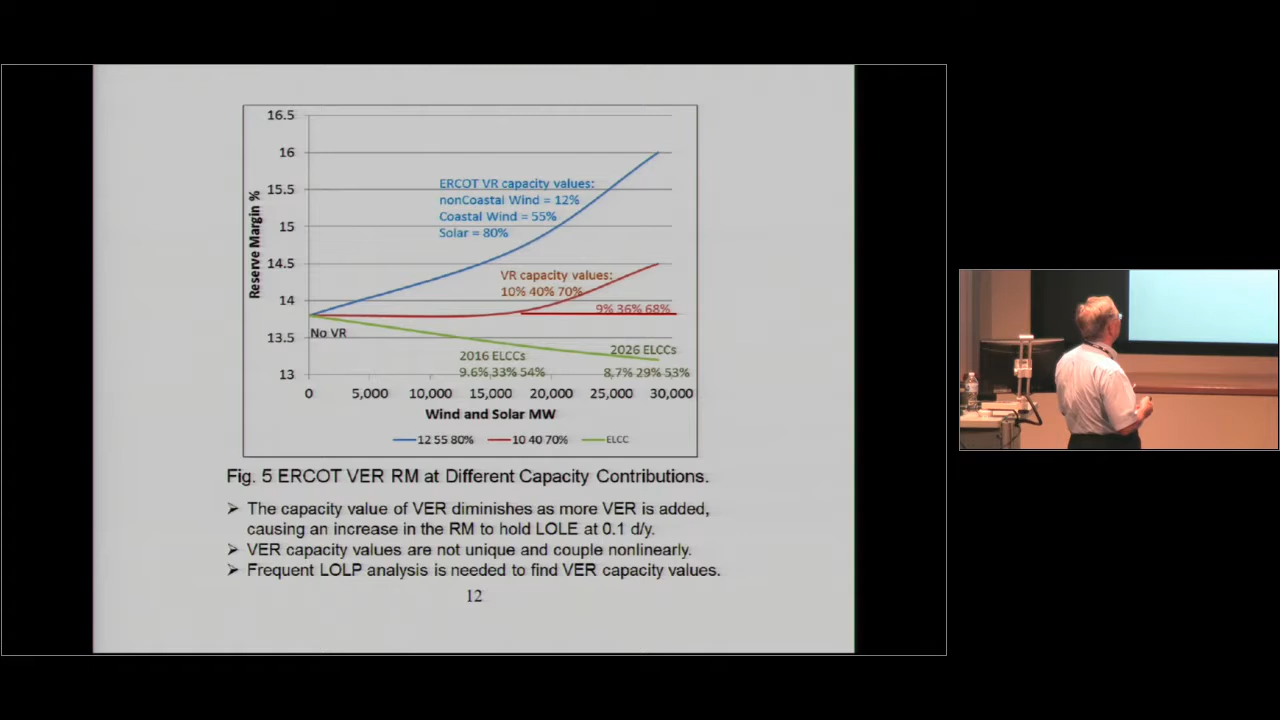 16.5
16
15.5
15
14.5
14
13.5
13
Reserve Margin %
ERCOT VR capacity values:
nonCoastal Wind = 12%
Coastal Wind = 55%
Solar = 80%
VR capacity values:
10% 40% 70%
9% 36% 68%
No VR
2016 ELCCs
9.6% 33% 54%
2026 ELCCs
8.7% 29% 53%
0 5,000 10,000 15,000 20,000 25,000 30,000
Wind and Solar MW
12 55 80% 10 40 70% ELCC
Fig. 5 ERCOT VER RM at Different Capacity Contributions.
➢ The capacity value of VER diminishes as more VER is added,
causing an increase in the RM to hold LOLE at 0.1 d/y.
➢ VER capacity values are not unique and couple nonlinearly.
➢ Frequent LOLP analysis is needed to find VER capacity values.
12